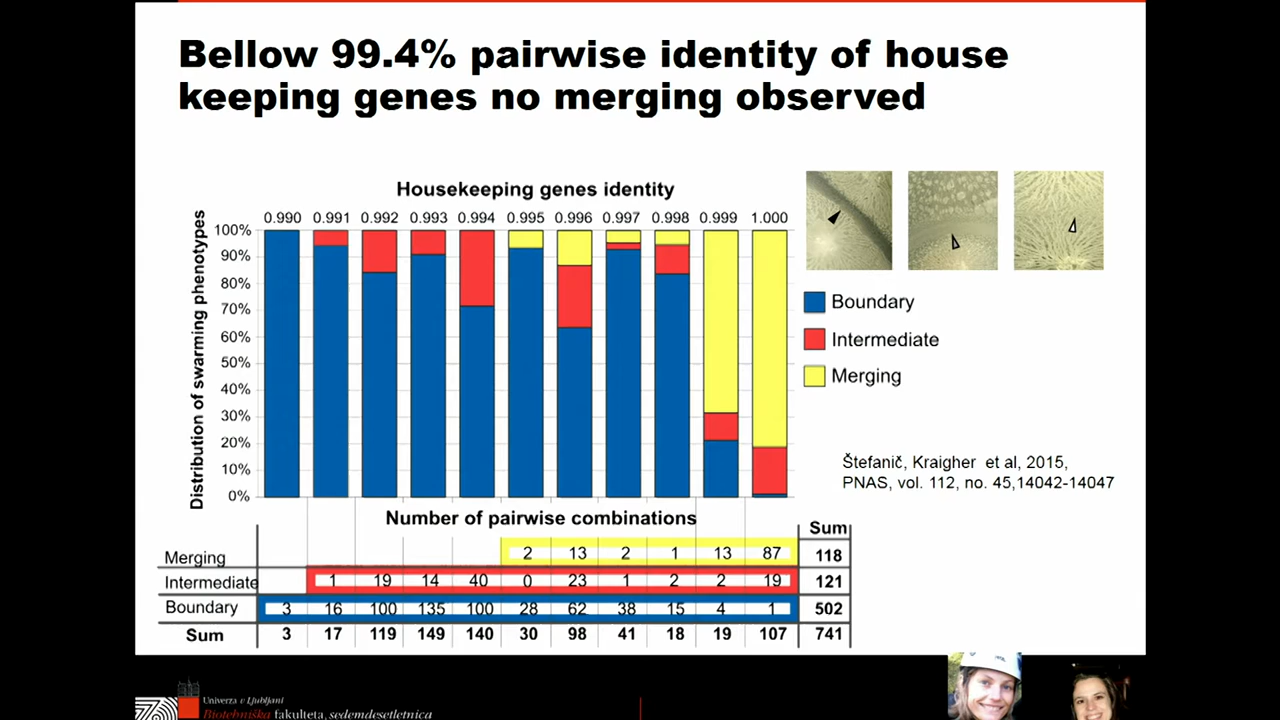 Bellow 99.4% pairwise identity of house
keeping genes no merging observed
Housekeeping genes identity
0.990 0.991 0.992 0.993 0.994 0.995 0.996 0.997 0.998 0.999 1.000
Distribution of swarming phenotypes
100%
90%
80%
70%
60%
50%
40%
30%
20%
10%
0%
Boundary
Intermediate
Merging
Štefanič, Kraigher et al, 2015,
PNAS, vol. 112, no. 45,14042-14047
Number of pairwise combinations Sum
Merging 2 13 2 1 13 87 118
Intermediate 1 19 14 40 0 23 1 2 2 19 121
Boundary 3 16 100 135 100 28 62 38 15 4 1 502
Sum 3 17 119 149 140 30 98 41 18 19 107 741
Univerza v Ljubljani
Biotehniška fakulteta, sedemdesetletnica